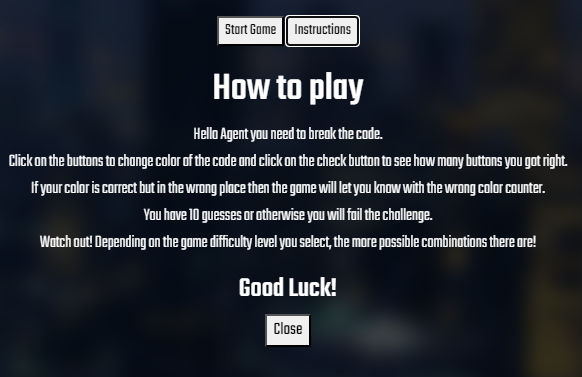 Start Game Instructions
How to play
Hello Agent you need to break the code.
Click on the buttons to change color of the code and click on the check button to see how many buttons you got right.
If your color is correct but in the wrong place then the game will let you know with the wrong color counter.
You have 10 guesses or otherwise you will fail the challenge.
Watch out! Depending on the game difficulty level you select, the more possible combinations there are!
Good Luck!
Close